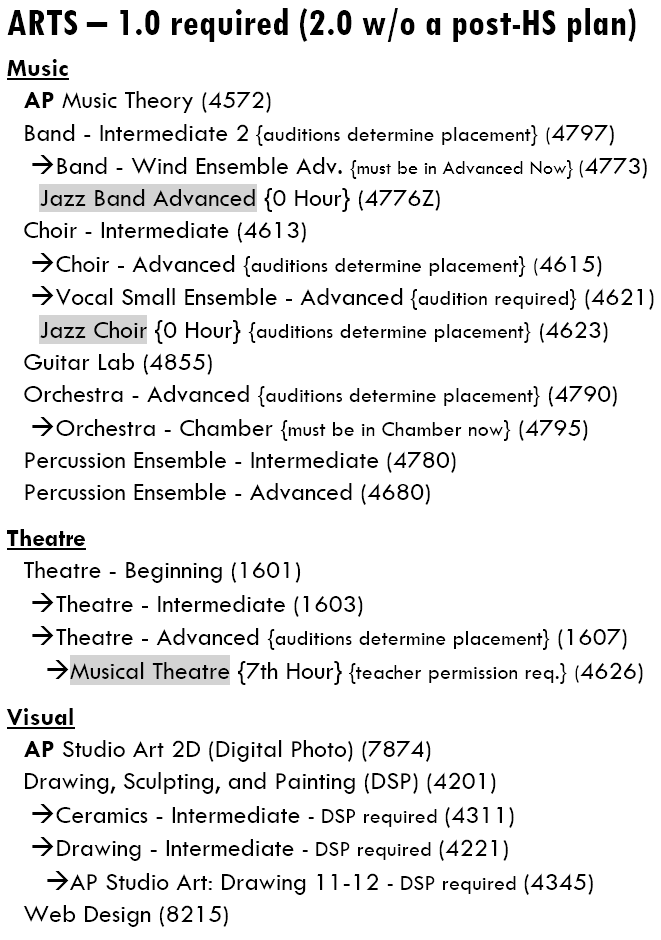 ARTS – 1.0 required (2.0 w/o a post-HS plan)
Music
AP Music Theory (4572)
Band - Intermediate 2 {auditions determine placement} (4797)
→Band - Wind Ensemble Adv. {must be in Advanced Now} (4773)
Jazz Band Advanced {0 Hour} (4776Z)
Choir - Intermediate (4613)
→Choir - Advanced {auditions determine placement} (4615)
→Vocal Small Ensemble - Advanced {audition required} (4621)
Jazz Choir {0 Hour} {auditions determine placement} (4623)
Guitar Lab (4855)
Orchestra - Advanced {auditions determine placement} (4790)
→Orchestra - Chamber {must be in Chamber now} (4795)
Percussion Ensemble - Intermediate (4780)
Percussion Ensemble - Advanced (4680)
Theatre
Theatre - Beginning (1601)
→Theatre - Intermediate (1603)
→Theatre - Advanced {auditions determine placement} (1607)
→Musical Theatre {7th Hour} {teacher permission req.} (4626)
Visual
AP Studio Art 2D (Digital Photo) (7874)
Drawing, Sculpting, and Painting (DSP) (4201)
→Ceramics - Intermediate - DSP required (4311)
→Drawing - Intermediate - DSP required (4221)
→AP Studio Art: Drawing 11-12 - DSP required (4345)
Web Design (8215)